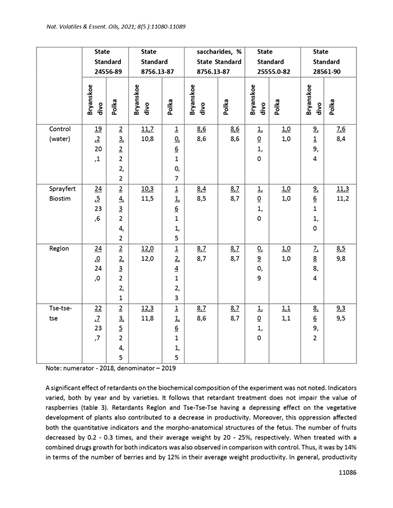 Nat. Volatiles & Essent. Oils, 2021; 8(5 ):11080-11089
State Standard 24556-89 State Standard 8756.13-87 saccharides, % State Standard 8756.13-87 State Standard 25555.0-82 State Standard 28561-90
Bryanskoe divo Polka Bryanskoe divo Polka Bryanskoe divo Polka Bryanskoe divo Polka Bryanskoe divo Polka
Control 19 2 11,7 1 8,6 8,6 1, 1,0 9, 7,6
(water) ,2 3, 10,8 0, 8,6 8,6 0 1,0 1 8,4
20 2 6 1, 9,
,1 2 1 0 4
2, 0,
2 7
Sprayfert 24 2 10,3 1 8,4 8,7 1, 1,0 9, 11,3
Biostim ,5 4, 11,5 1, 8,5 8,7 0 1,0 6 11,2
23 3 6 1, 1
,6 2 1 0 1,
4, 1, 0
2 5
Reglon 24 2 12,0 1 8,7 8,7 0, 1,0 7, 8,5
,0 2, 12,0 2, 8,7 8,7 9 1,0 8 9,8
24 3 4 0, 8,
,0 2 1 9 4
2, 2,
1 3
Tse-tse- 22 2 12,3 1 8,7 8,7 1, 1,1 8, 9,3
tse ,7 3, 11,8 1, 8,6 8,7 0 1,1 6 9,5
23 5 6 1, 9,
,7 2 1 0 2
4, 1,
5 5
Note: numerator - 2018, denominator – 2019
A significant effect of retardants on the biochemical composition of the experiment was not noted. Indicators
varied, both by year and by varieties. It follows that retardant treatment does not impair the value of
raspberries (table 3). Retardants Reglon and Tse-Tse-Tse having a depressing effect on the vegetative
development of plants also contributed to a decrease in productivity. Moreover, this oppression affected
both the quantitative indicators and the morpho-anatomical structures of the fetus. The number of fruits
decreased by 0.2 - 0.3 times, and their average weight by 20 - 25%, respectively. When treated with a
combined drugs growth for both indicators was also observed in comparison with control. Thus, it was by 14%
in terms of the number of berries and by 12% in their average weight productivity. In general, productivity
11086